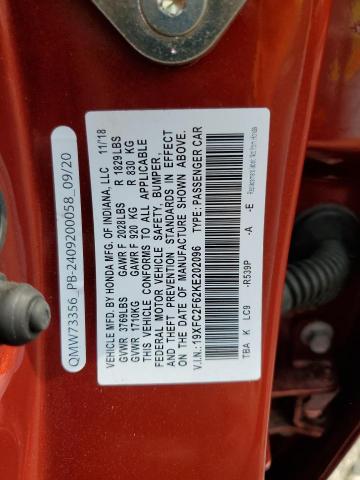 QMW73356_PB-2409200058_09/20
VEHICLE MFD. BY HONDA MFG. OF INDIANA, LLC 11/18
GVWR 3769LBS GAWR F 2028LBS R 1829LBS
GVWR 1710KG GAWR F 920 KG R 830 KG
THIS VEHICLE CONFORMS TO ALL APPLICABLE
FEDERAL MOTOR VEHICLE SAFETY, BUMPER,
AND THEFT PREVENTION STANDARDS IN EFFECT
ON THE DATE OF MANUFACTURE SHOWN ABOVE.
V.I.N.: 19XFC2F62KE202096 TYPE: PASSENGER CAR
TBA K LC9 -R539P -A -E